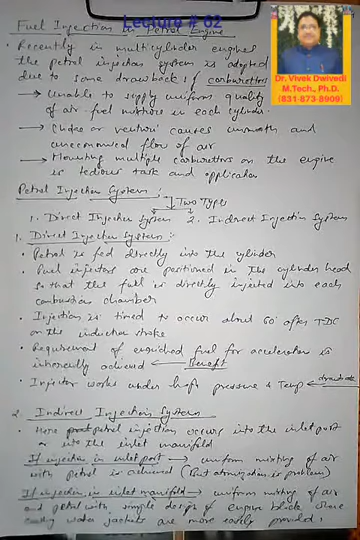 Lecture # 02
Fuel Injection in Petrol Engine
Dr. Vivek Dwivedi
M.Tech., Ph.D.
(831-873-8909)
• Recently in multicylinder engines
the petrol injection system is adopted
due to some drawbacks of carburettors
→ Unable to supply uniform quality
of air-fuel mixture in each cylinder.
→ Choke or venturi causes unsmooth and
uneconomical flow of air
→ Mounting multiple carburettors on the engine
is tedious task and application
Petrol Injection System :-
Two Types
1. Direct Injection System 2. Indirect Injection System
1. Direct Injection System :-
• Petrol is fed directly into the cylinder
• Fuel injectors are positioned in the cylinder head
so that the fuel is directly injected into each
combustion chamber
• Injection is timed to occur about 60° after TDC
on the induction stroke
• Requirement of enriched fuel for acceleration is
inherently achieved ← Benefit
• Injector works under high pressure & Temp ← drawback
2. Indirect Injection System
• Here petrol injection occurs into the inlet port
or into the inlet manifold
If injection in inlet port → uniform mixing of air
with petrol is achieved (But atomization is problem)
If injection in inlet manifold → uniform mixing of air
and petrol with simple design of engine block since
water jackets are more easily provided.